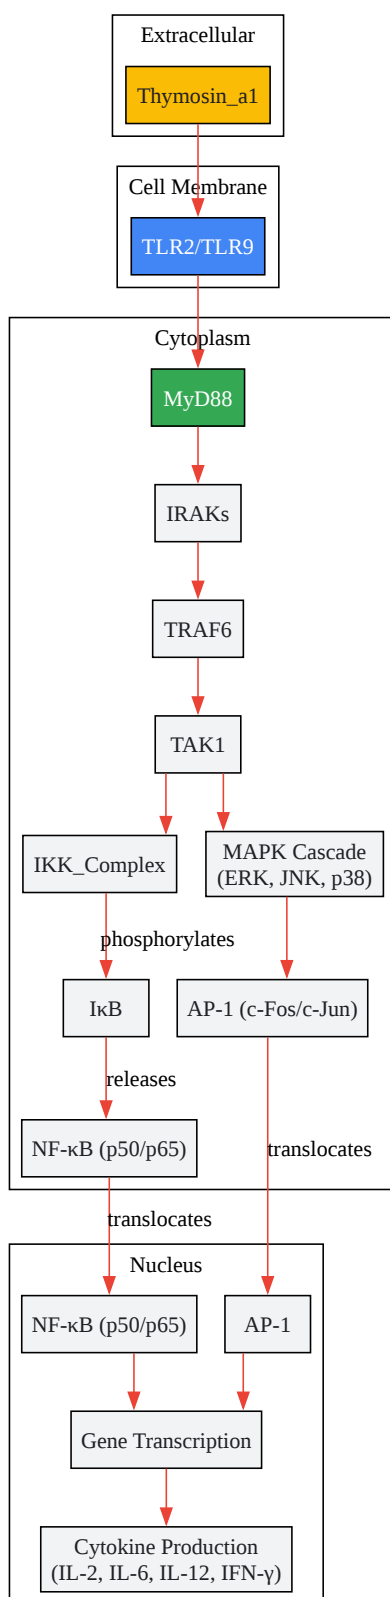 Extracellular
Thymosin_a1
Cell Membrane
TLR2/TLR9
Cytoplasm
MyD88
IRAKs
TRAF6
TAK1
IKK_Complex
MAPK Cascade
(ERK, JNK, p38)
phosphorylates
IκB
AP-1 (c-Fos/c-Jun)
releases
NF-κB (p50/p65)
translocates
translocates
Nucleus
NF-κB (p50/p65)
AP-1
Gene Transcription
Cytokine Production
(IL-2, IL-6, IL-12, IFN-γ)